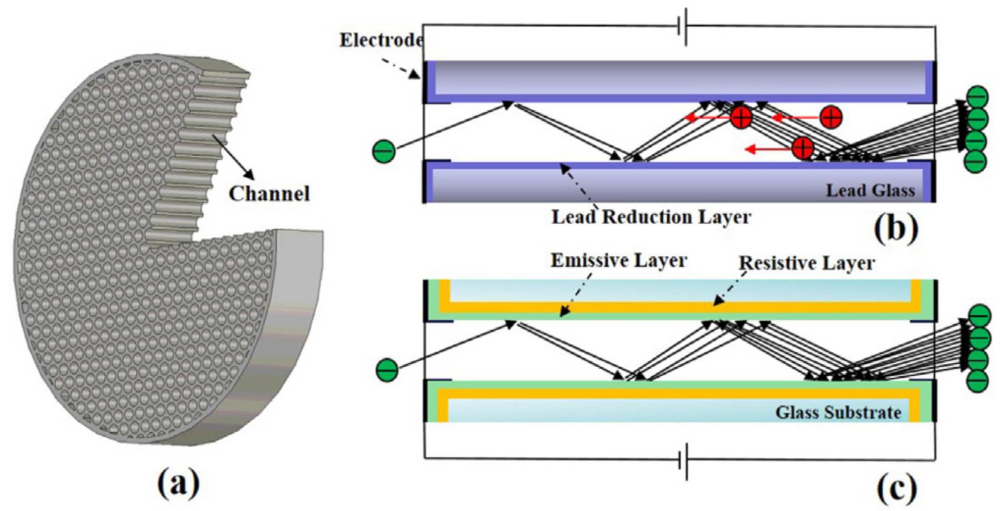 Channel
(a)
Electrode
Lead Glass
Lead Reduction Layer
(b)
Emissive Layer
Resistive Layer
Glass Substrate
(c)